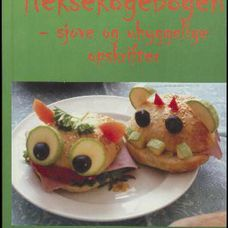 Heksekogebogen
- sjove og uhyggelige
opskrifter